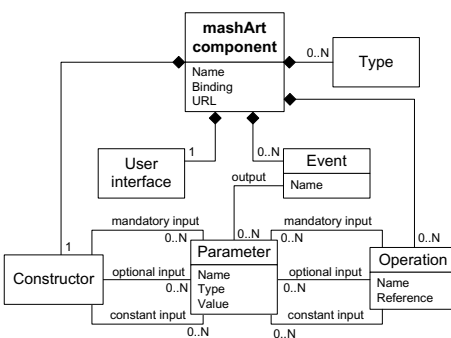 mashArt
component
Name
Binding
URL
0..N
Type
1
User
interface
0..N
Event
Name
output
mandatory input
0..N
0..N
mandatory input
0..N
1
0..N
Constructor
optional input
0..N
Parameter
Name
Type
Value
optional input
0..N
Operation
Name
Reference
constant input
0..N
constant input
0..N